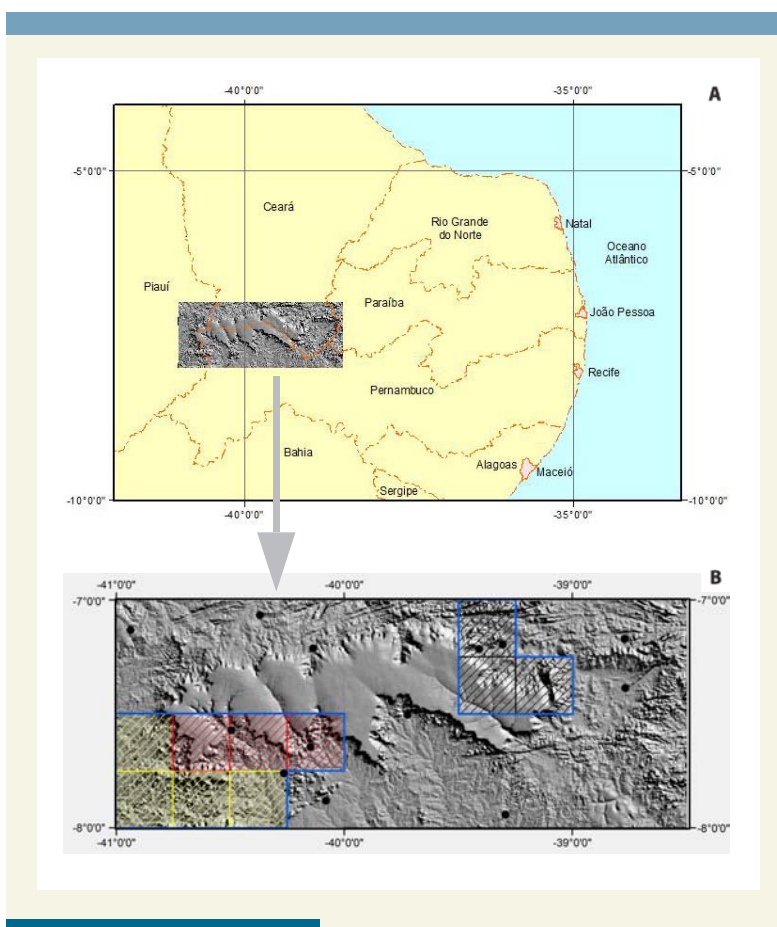 -40°0'0"
-35°0'0"
A
-5°0'0"
-5°0'0"
Ceará
Rio Grande
do Norte
Natal
Oceano
Atlântico
Piauí
Paraíba
João Pessoa
Pernambuco
Recife
Bahia
Alagoas
Maceió
Sergipe
-10°0'0"
-10°0'0"
-40°0'0"
-35°0'0"
B
-41°0'0"
-40°0'0"
-39°0'0"
-7°0'0"
-7°0'0"
-8°0'0"
-8°0'0"
-41°0'0"
-40°0'0"
-39°0'0"